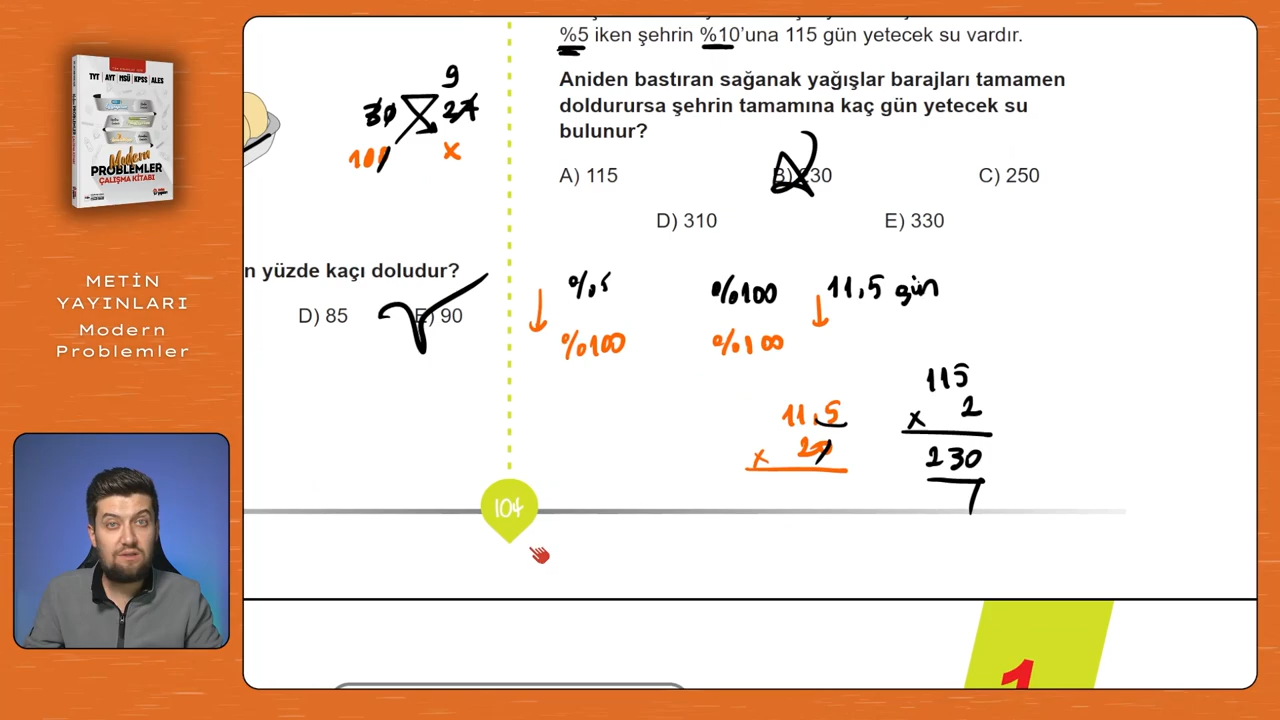 TYT | AYT | MSÜ | KPSS | ALES
Modern
PROBLEMLER
ÇALIŞMA KİTABI
METİN
YAYINLARI
Modern
Problemler
9
30 27
100 x
n yüzde kaçı doludur?
D) 85 E) 90
104
%5 iken şehrin %10'una 115 gün yetecek su vardır.
Aniden bastıran sağanak yağışlar barajları tamamen
doldurursa şehrin tamamına kaç gün yetecek su
bulunur?
A) 115 B) 230 C) 250
D) 310 E) 330
%5 %100 11,5 gün
%100 %100
11,5
x 20
115
x 2
230
1